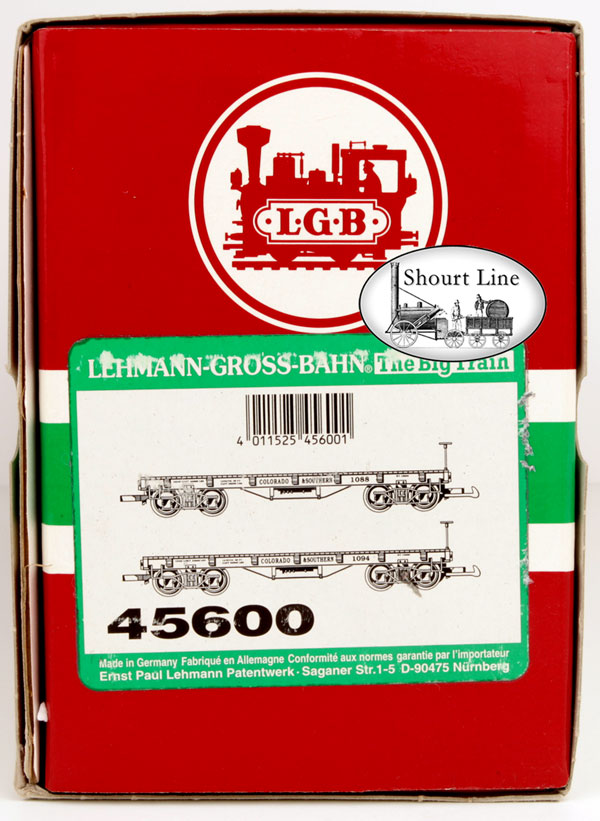 ·L·G·B·
Shourt Line
LEHMANN-GROSS-BAHN® The Big Train
4 011525 456001
COLORADO & SOUTHERN 1088
COLORADO & SOUTHERN 1094
45600
Made in Germany Fabriqué en Allemagne Conformité aux normes garantie par l'importateur
Ernst Paul Lehmann Patentwerk · Saganer Str.1-5 D-90475 Nürnberg